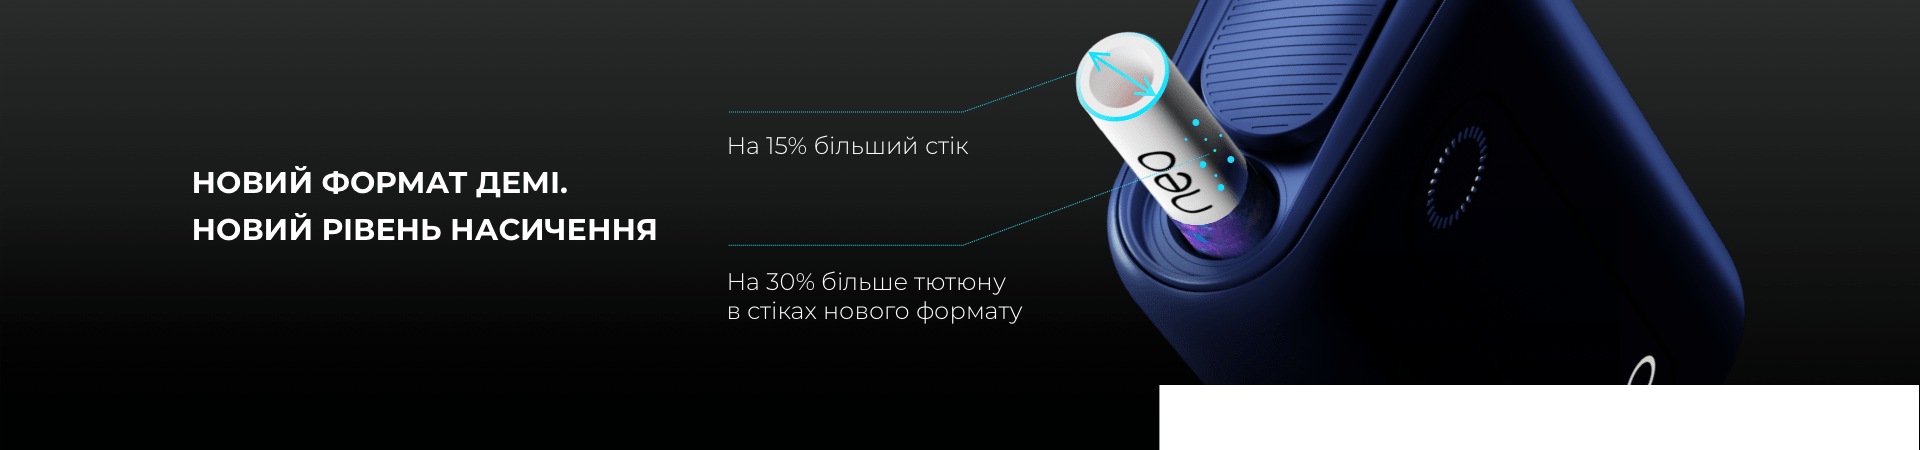 НОВИЙ ФОРМАТ ДЕМІ.
НОВИЙ РІВЕНЬ НАСИЧЕННЯ
На 15% більший стік
На 30% більше тютюну
в стіках нового формату
neo